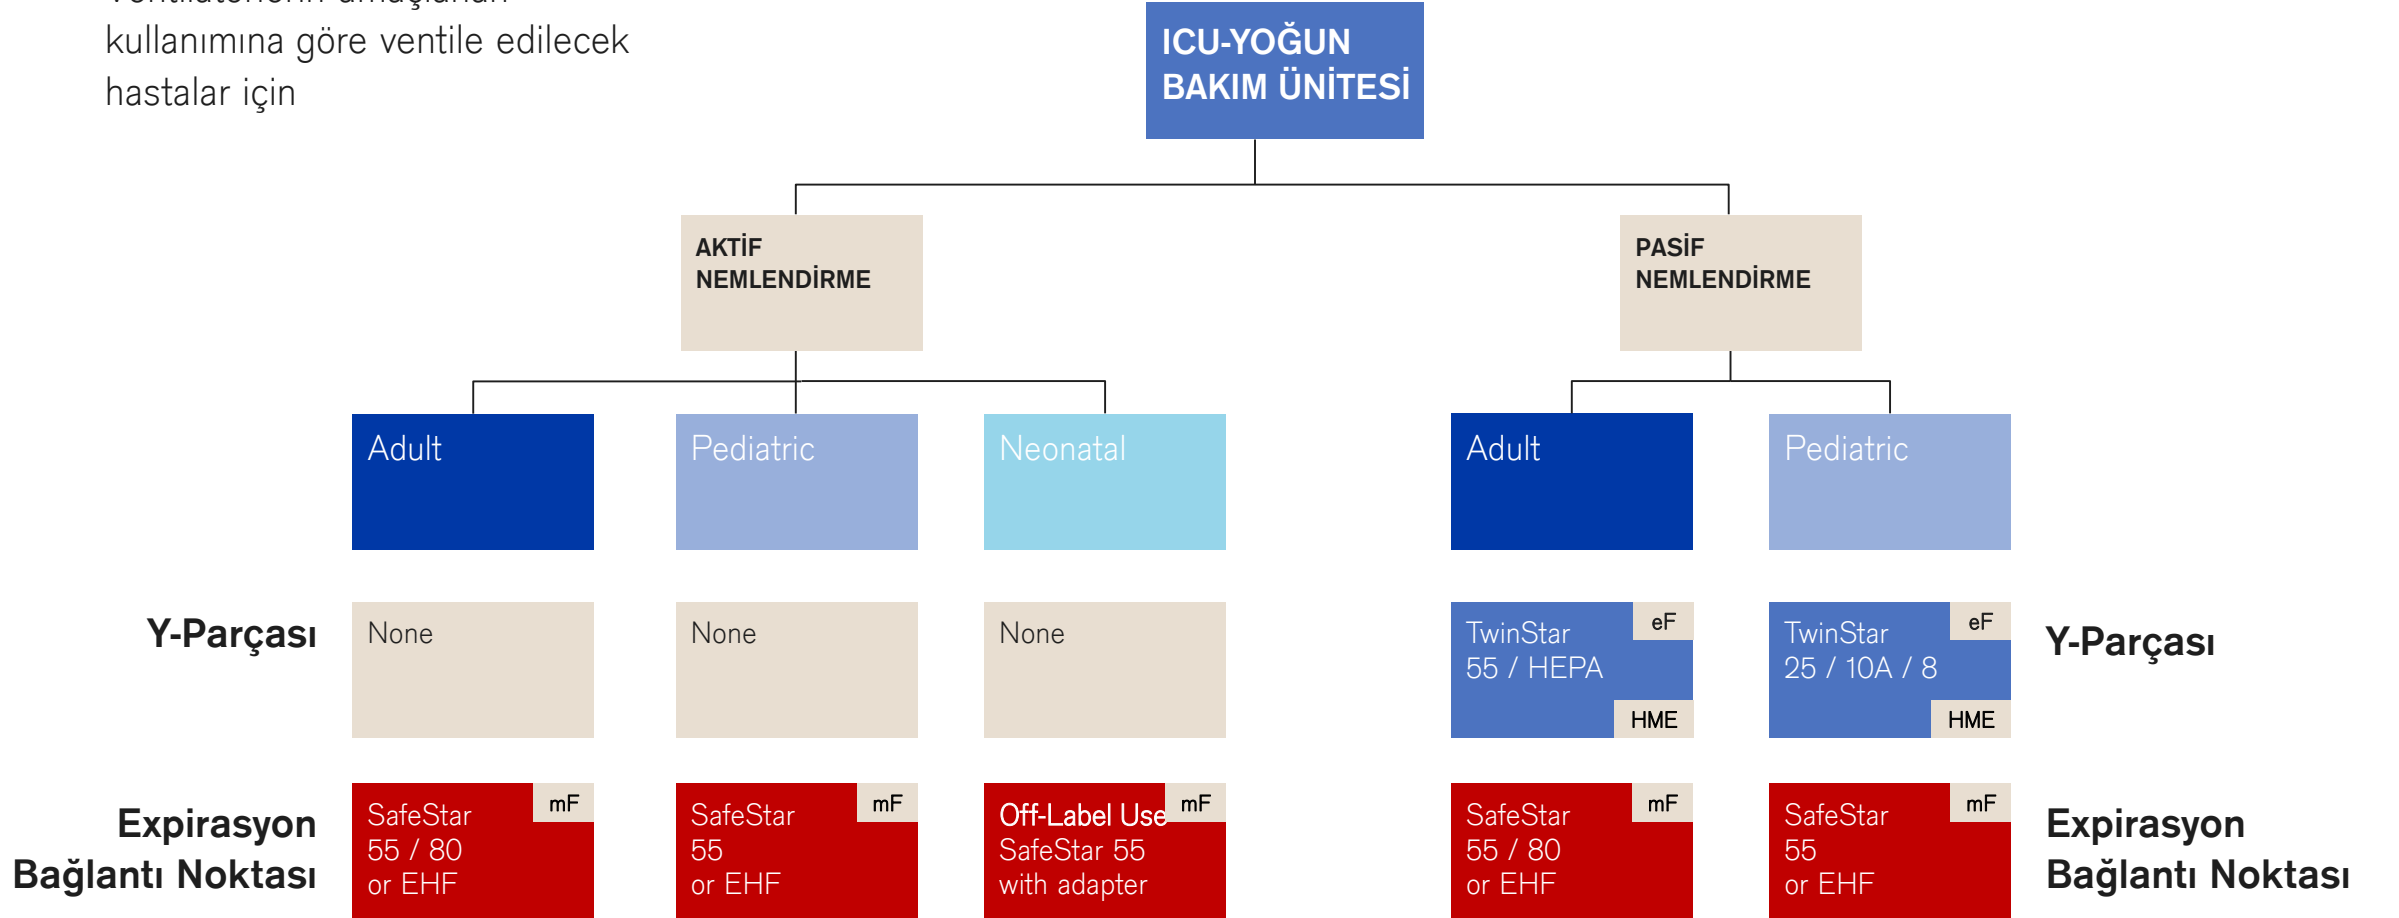 kullanımına göre ventile edilecek
hastalar için
ICU-YOĞUN
BAKIM ÜNİTESİ
AKTİF
NEMLENDİRME
PASİF
NEMLENDİRME
Adult
Pediatric
Neonatal
Adult
Pediatric
Y-Parçası
None
None
None
TwinStar
55 / HEPA
eF
HME
TwinStar
25 / 10A / 8
eF
HME
Y-Parçası
Expirasyon
Bağlantı Noktası
SafeStar
55 / 80
or EHF
mF
SafeStar
55
or EHF
mF
Off-Label Use
SafeStar 55
with adapter
mF
SafeStar
55 / 80
or EHF
mF
SafeStar
55
or EHF
mF
Expirasyon
Bağlantı Noktası